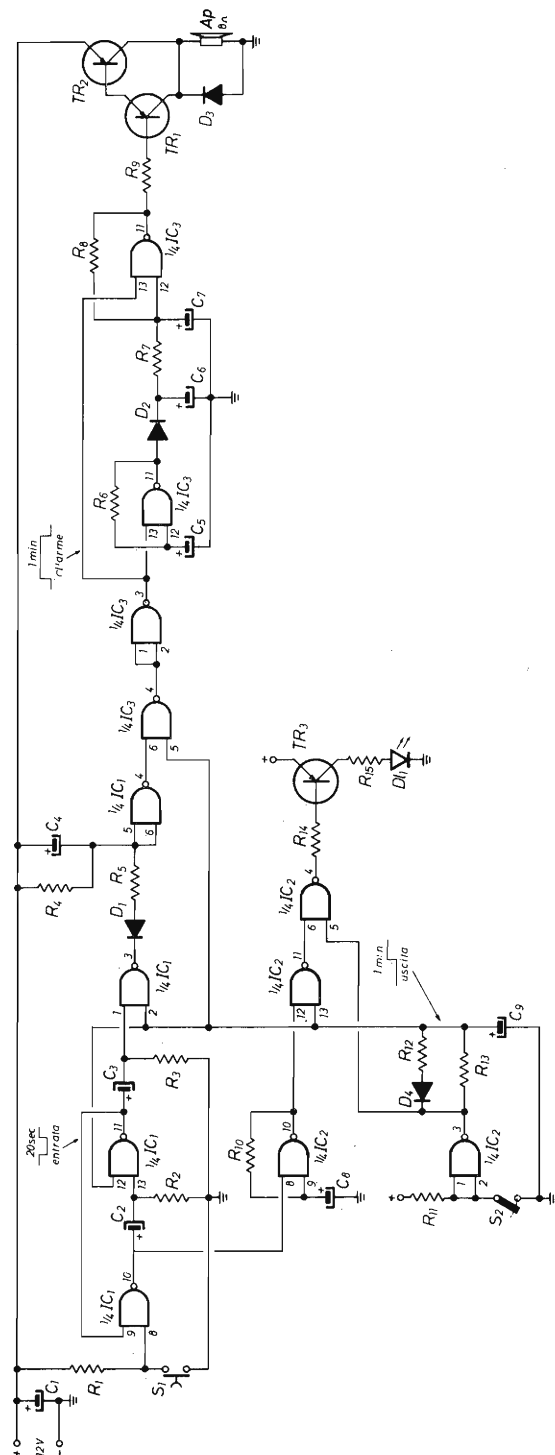 +
12V
−
+
C1
R1
S1
9
8
10
¼ IC1
C2
+
R2
20sec
entrata
12
13
11
¼ IC1
C3
+
R3
1
2
3
¼ IC1
D1
R5
R4
+
C4
5
6
4
¼ IC1
6
5
4
¼ IC3
1
2
3
¼ IC3
1 min
d'arme
R6
13
12
11
¼ IC3
+
C5
D2
+
C6
R7
+
C7
R8
13
12
11
¼ IC3
R9
TR1
TR2
D3
Ap
8Ω
R10
8
9
10
¼ IC2
+
C8
12
13
11
¼ IC2
6
5
4
¼ IC2
R14
+
TR3
R15
Dl1
+
R11
S2
1
2
3
¼ IC2
D4
R12
R13
1 min
uscita
+
C9